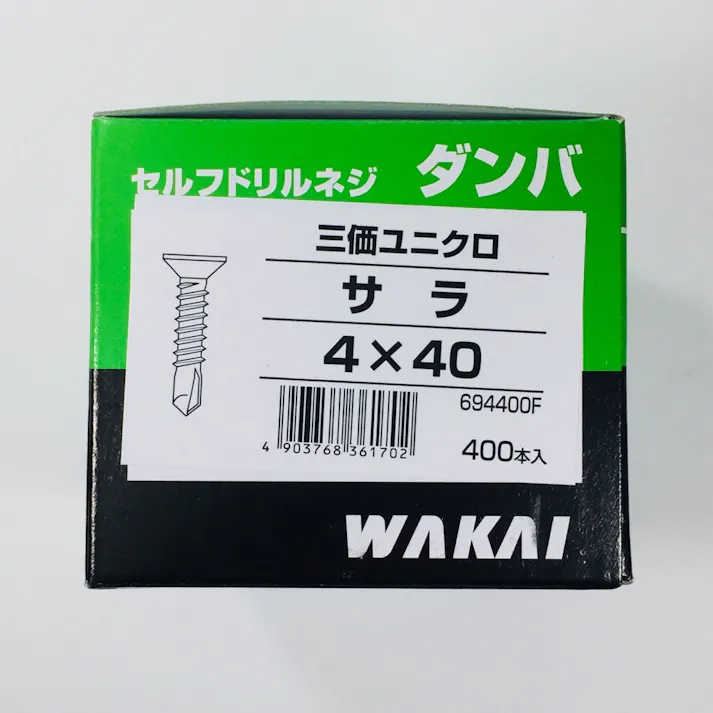 セルフドリルネジ ダンバ
三価ユニクロ
サラ
4×40
694400F
4 903768 361702
400本入
WAKAI